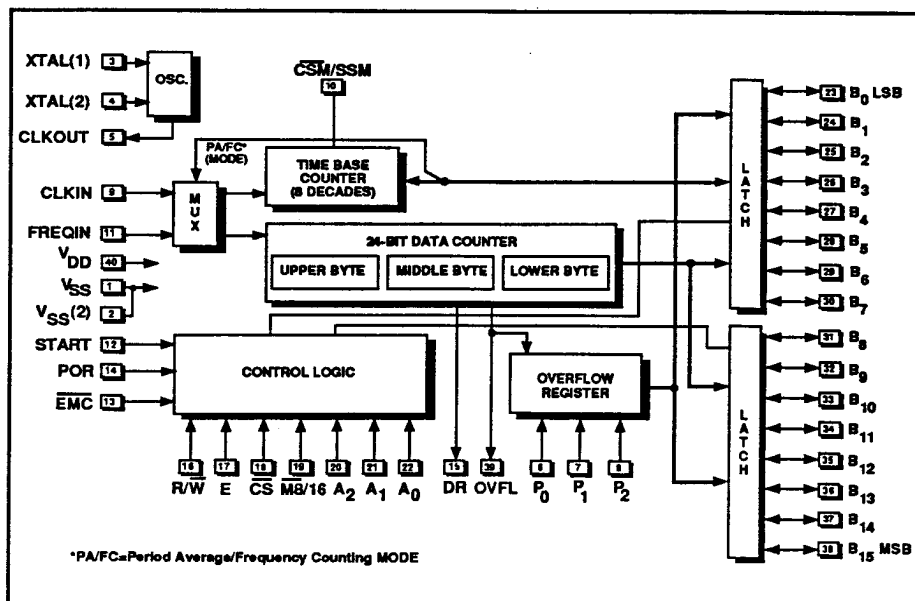 XTAL(1) 3
OSC.
XTAL(2) 4
CLKOUT 5
C̅S̅M̅/SSM
10
PA/FC*
(MODE)
TIME BASE
COUNTER
(8 DECADES)
CLKIN 9
MUX
FREQIN 11
24-BIT DATA COUNTER
UPPER BYTE
MIDDLE BYTE
LOWER BYTE
VDD 40
VSS 1
VSS(2) 2
START 12
POR 14
E̅M̅C̅ 13
CONTROL LOGIC
OVERFLOW
REGISTER
16 17 18 19 20 21 22 15 39 6 7 8
R/W̅ E C̅S̅ M̅8̅/16 A2 A1 A0 DR OVFL P0 P1 P2
LATCH
23 B0 LSB
24 B1
25 B2
26 B3
27 B4
28 B5
29 B6
30 B7
LATCH
31 B8
32 B9
33 B10
34 B11
35 B12
36 B13
37 B14
38 B15 MSB
*PA/FC=Period Average/Frequency Counting MODE